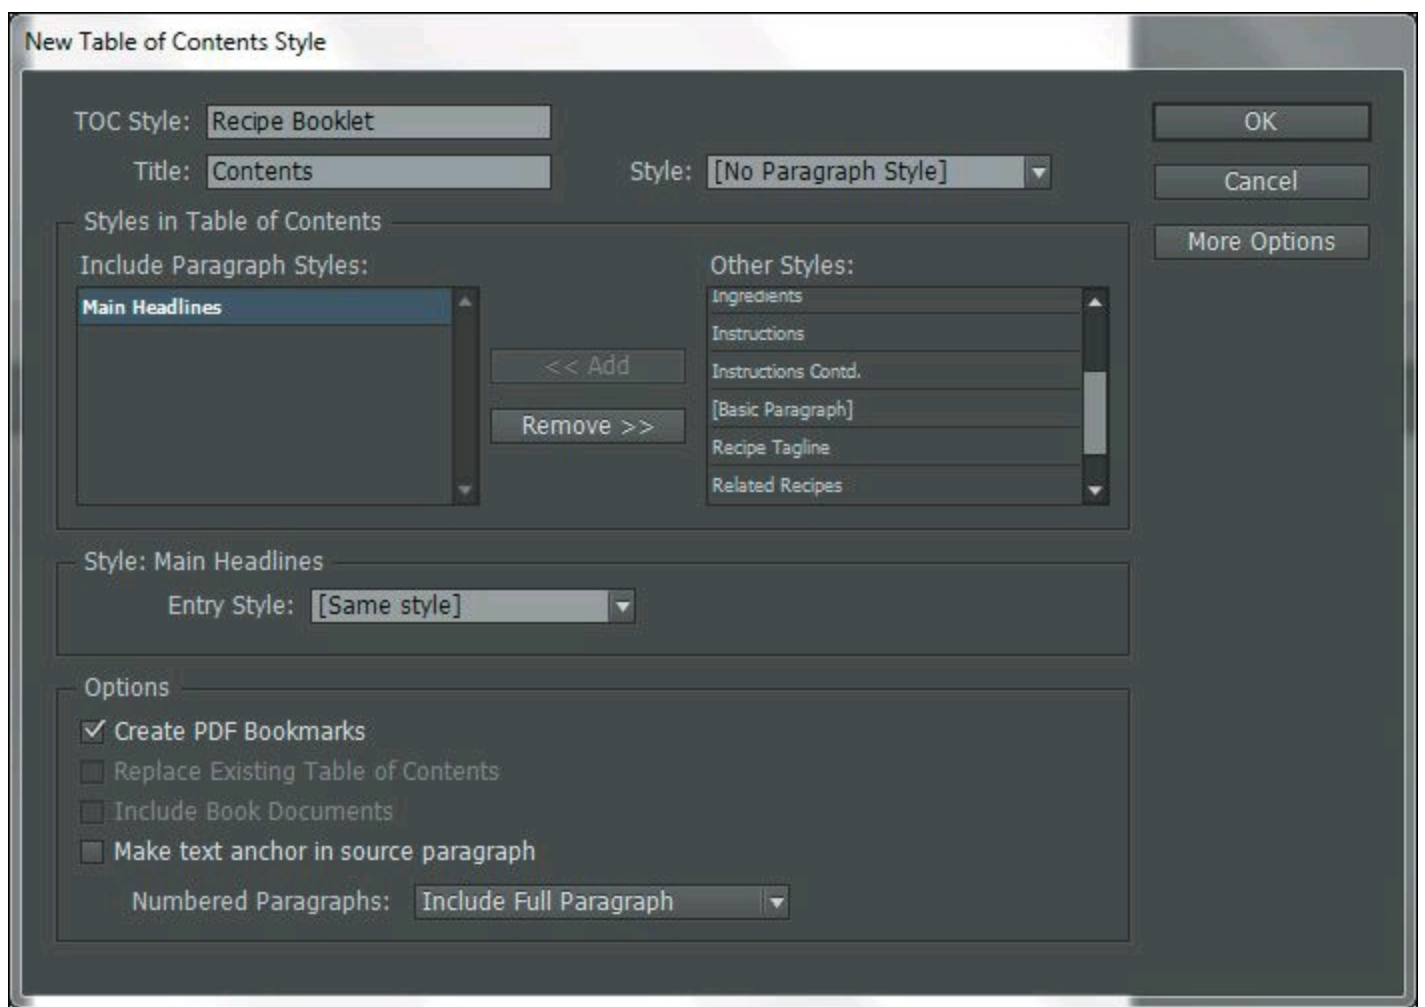 New Table of Contents Style
TOC Style: Recipe Booklet
OK
Title: Contents Style: [No Paragraph Style]
Cancel
Styles in Table of Contents
More Options
Include Paragraph Styles: Other Styles:
Main Headlines
Ingredients
Instructions
<< Add
Instructions Contd.
[Basic Paragraph]
Remove >>
Recipe Tagline
Related Recipes
Style: Main Headlines
Entry Style: [Same style]
Options
Create PDF Bookmarks
Replace Existing Table of Contents
Include Book Documents
Make text anchor in source paragraph
Numbered Paragraphs: Include Full Paragraph